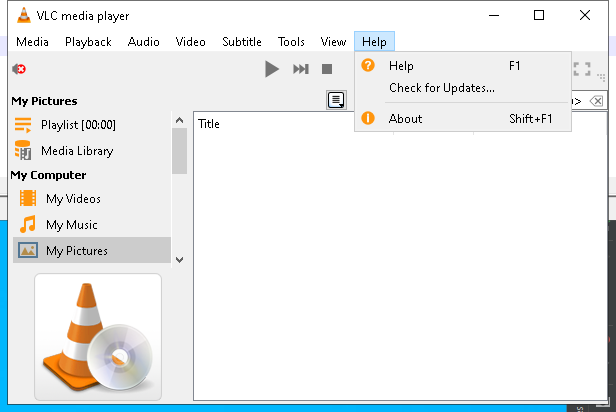 VLC media player
Media Playback Audio Video Subtitle Tools View Help
Help F1
Check for Updates...
About Shift+F1
My Pictures
Playlist [00:00]
Media Library
My Computer
My Videos
My Music
My Pictures
Title